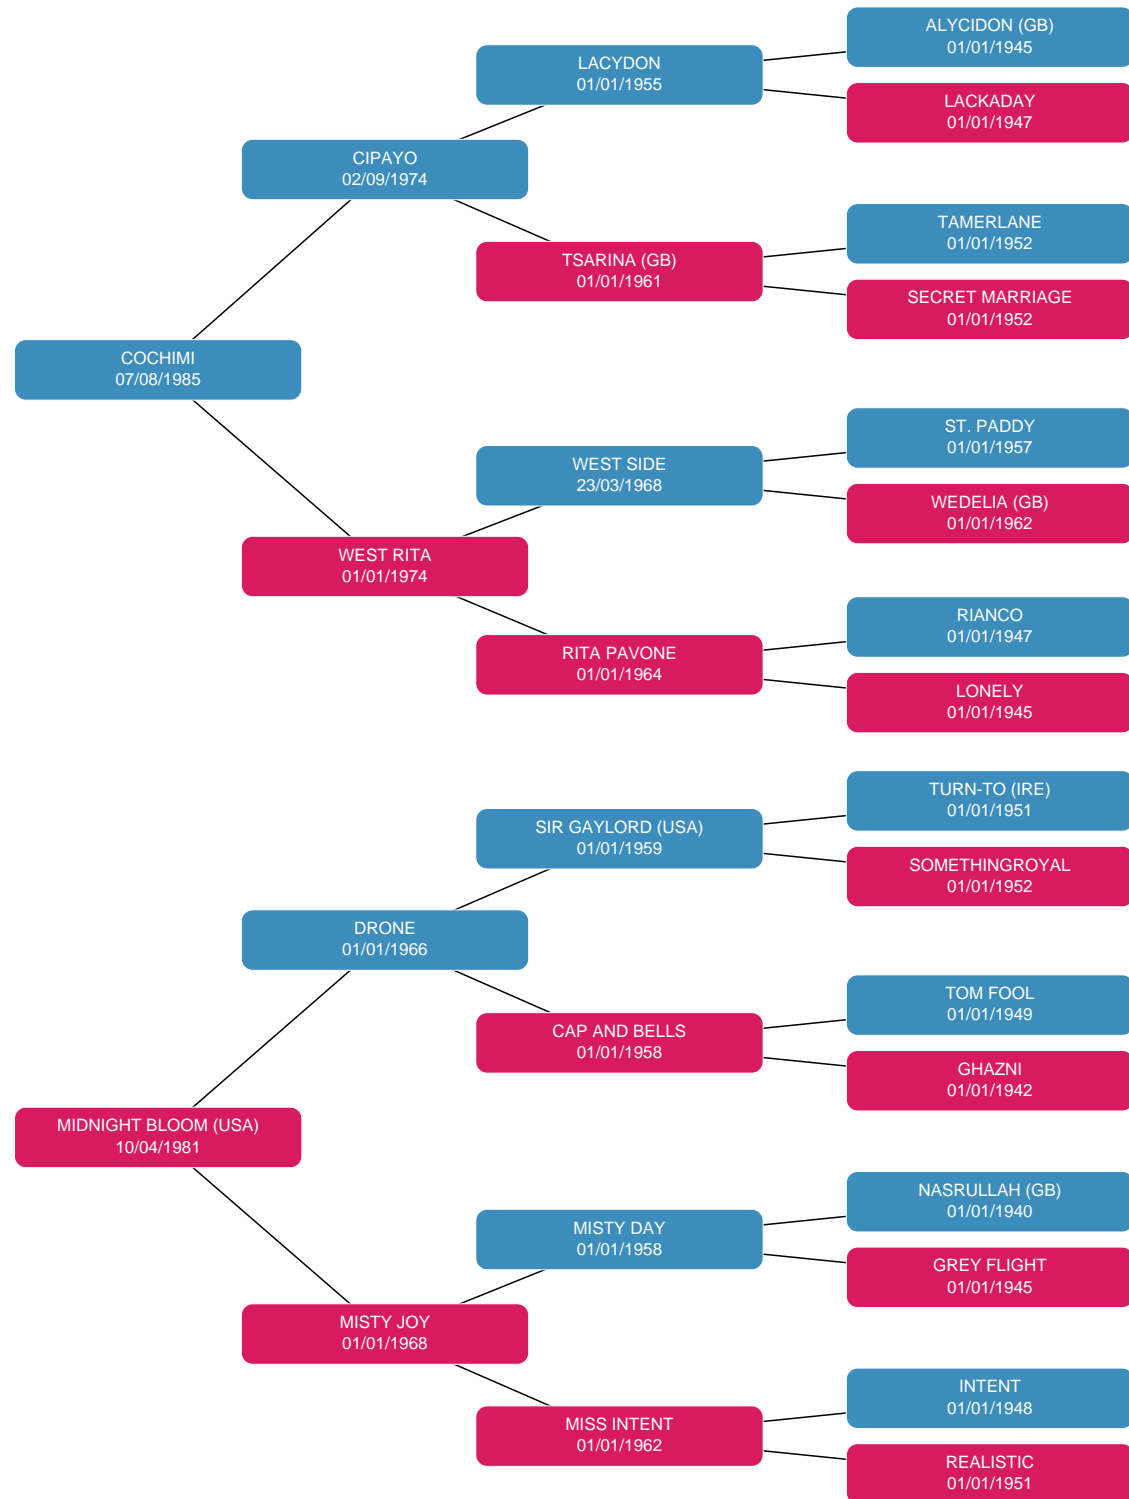 ALYCIDON (GB)
01/01/1945
LACYDON
01/01/1955
LACKADAY
01/01/1947
CIPAYO
02/09/1974
TAMERLANE
01/01/1952
TSARINA (GB)
01/01/1961
SECRET MARRIAGE
01/01/1952
COCHIMI
07/08/1985
ST. PADDY
01/01/1957
WEST SIDE
23/03/1968
WEDELIA (GB)
01/01/1962
WEST RITA
01/01/1974
RIANCO
01/01/1947
RITA PAVONE
01/01/1964
LONELY
01/01/1945
TURN-TO (IRE)
01/01/1951
SIR GAYLORD (USA)
01/01/1959
SOMETHINGROYAL
01/01/1952
DRONE
01/01/1966
TOM FOOL
01/01/1949
CAP AND BELLS
01/01/1958
GHAZNI
01/01/1942
MIDNIGHT BLOOM (USA)
10/04/1981
NASRULLAH (GB)
01/01/1940
MISTY DAY
01/01/1958
GREY FLIGHT
01/01/1945
MISTY JOY
01/01/1968
INTENT
01/01/1948
MISS INTENT
01/01/1962
REALISTIC
01/01/1951